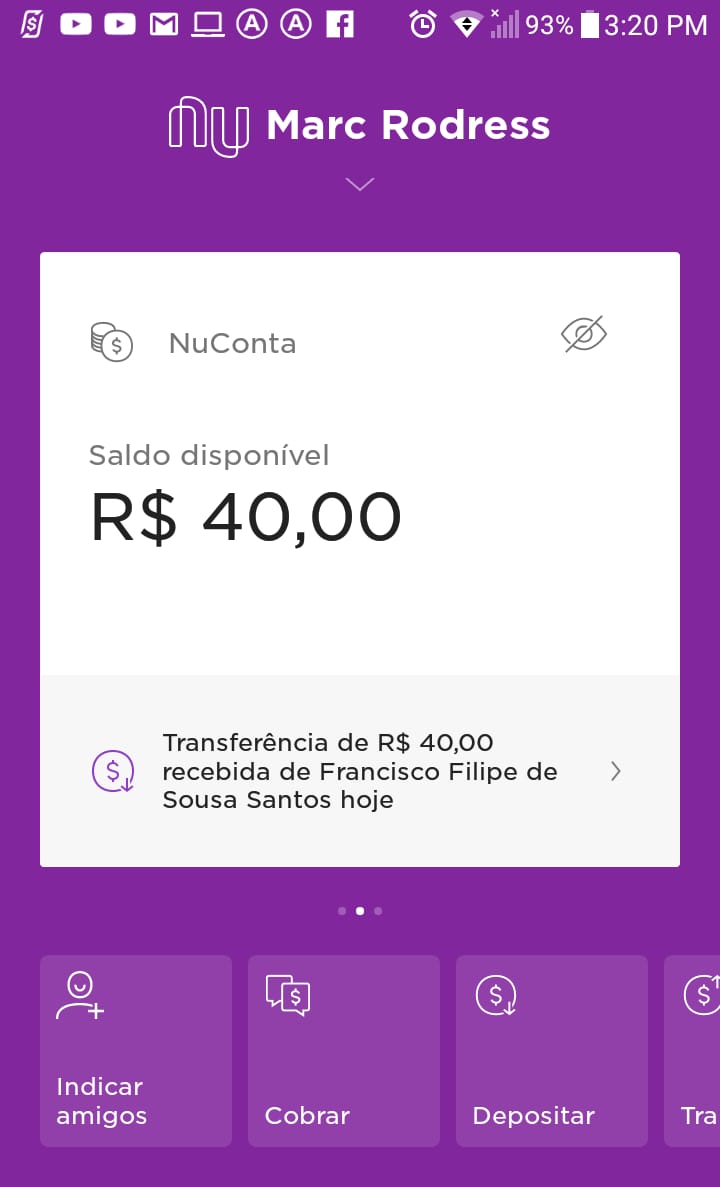 93% 3:20 PM
nu Marc Rodress
NuConta
Saldo disponível
R$ 40,00
Transferência de R$ 40,00
recebida de Francisco Filipe de
Sousa Santos hoje
Indicar
amigos
Cobrar
Depositar
Tra